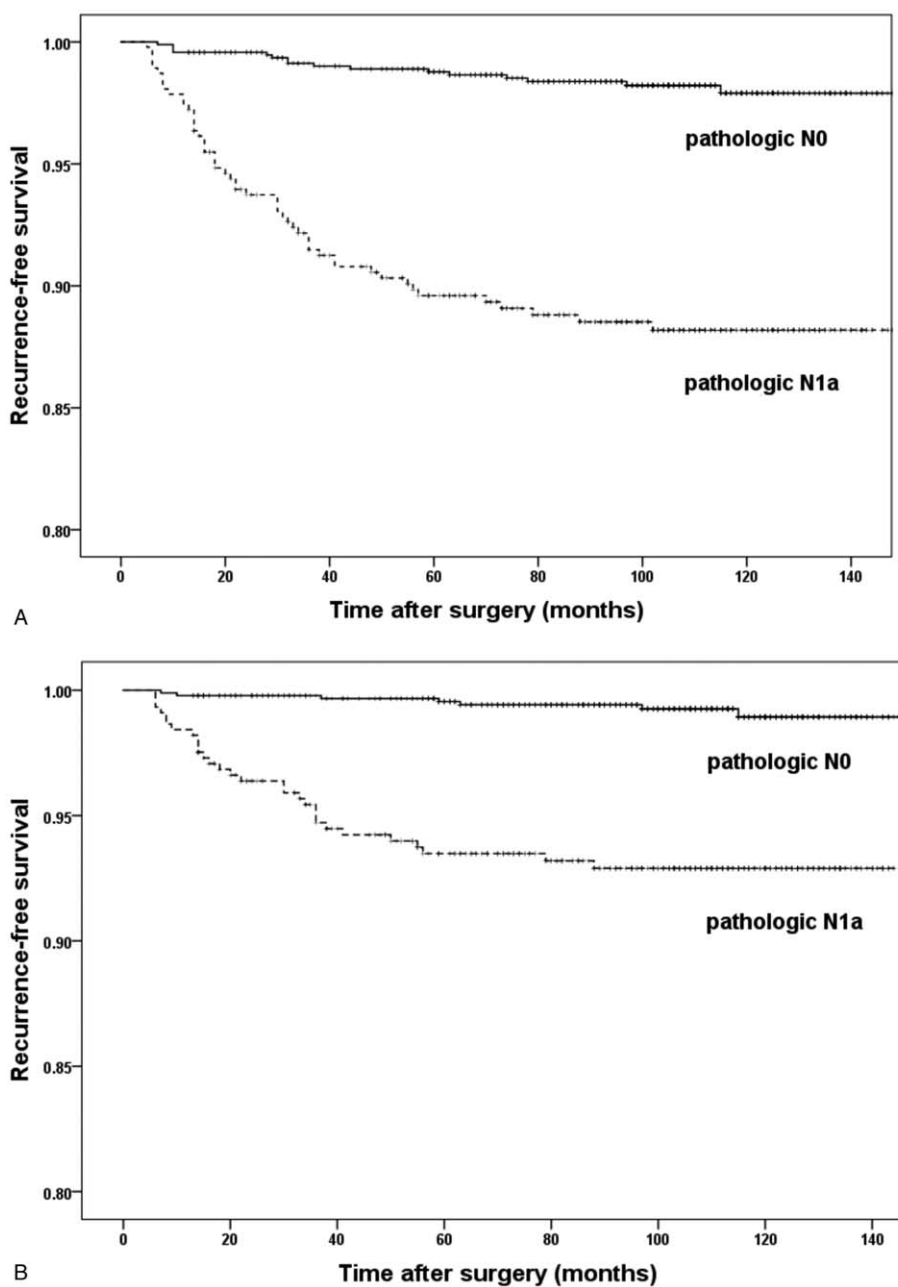 1.00
0.95
0.90
0.85
0.80
Recurrence-free survival
pathologic N0
pathologic N1a
0 20 40 60 80 100 120 140
Time after surgery (months)
A
1.00
0.95
0.90
0.85
0.80
Recurrence-free survival
pathologic N0
pathologic N1a
0 20 40 60 80 100 120 140
Time after surgery (months)
B